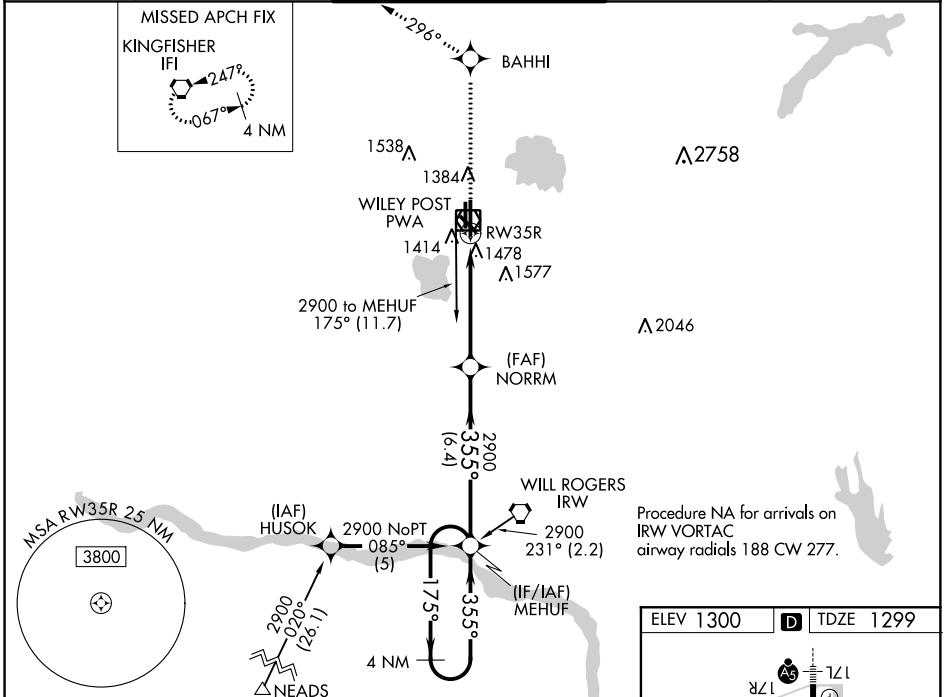 MISSED APCH FIX
KINGFISHER
IFI
247°
067°
4 NM
296°
BAHHI
1538
1384
2758
WILEY POST
PWA
RW35R
1414
1478
1577
2900 to MEHUF
175° (11.7)
2046
(FAF)
NORRM
2900
355°
(6.4)
WILL ROGERS
IRW
2900
231° (2.2)
Procedure NA for arrivals on
IRW VORTAC
airway radials 188 CW 277.
MSA RW35R 25 NM
3800
(IAF)
HUSOK
2900 NoPT
085°
(5)
(IF/IAF)
MEHUF
175°
355°
4 NM
2900
020°
(26.1)
NEADS
ELEV 1300
D
TDZE 1299
A5
17L
17R